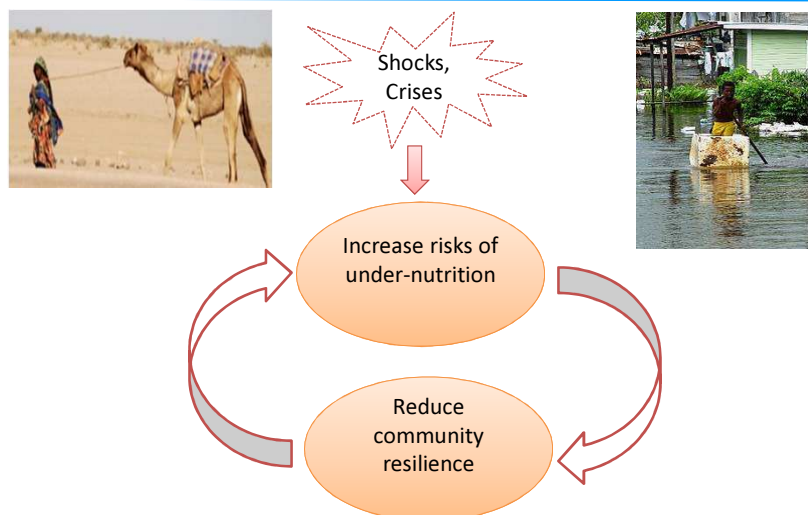 Shocks,
Crises
Increase risks of
under-nutrition
Reduce
community
resilience